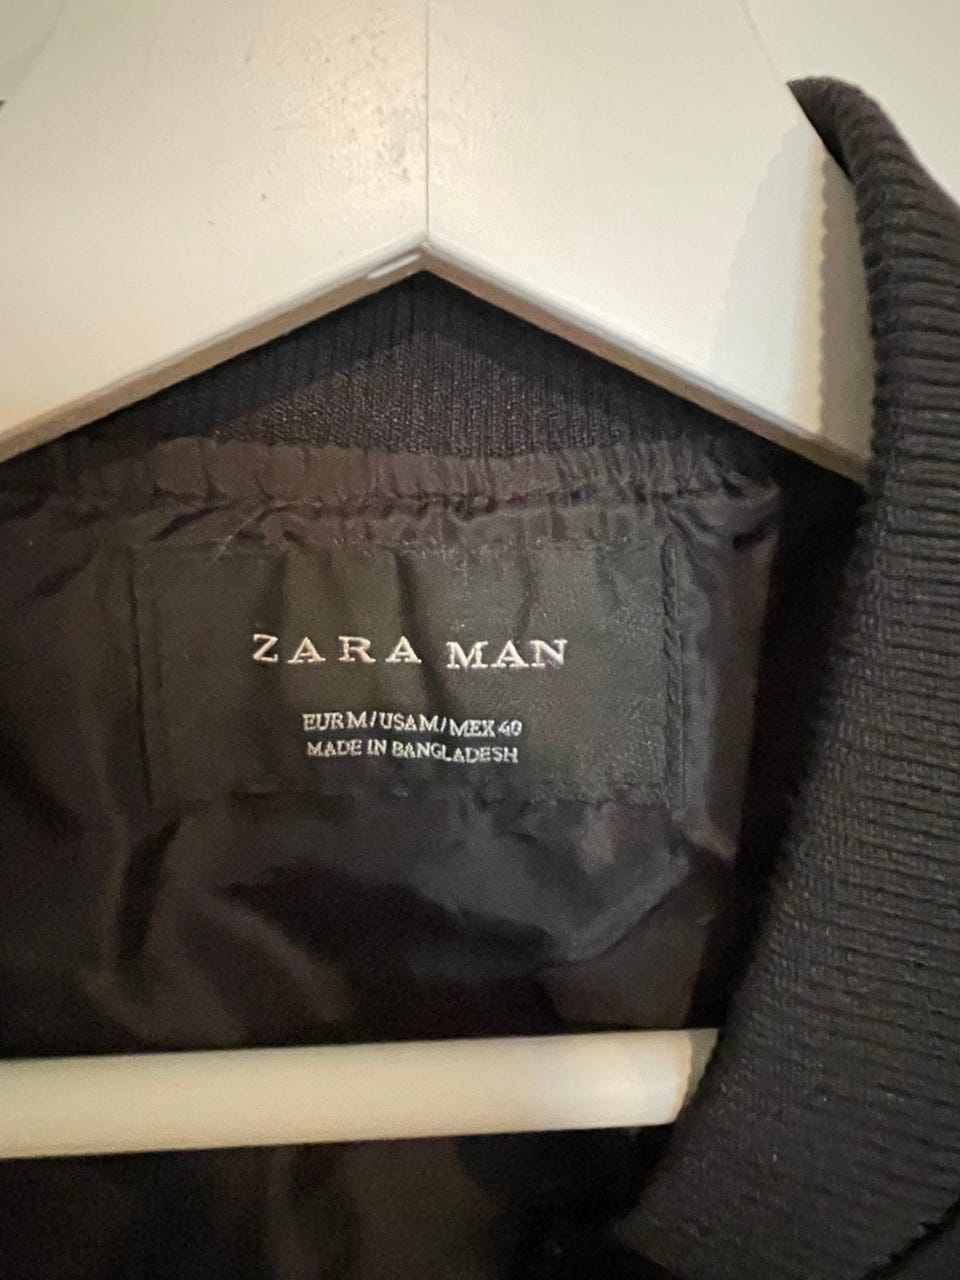 ZARA MAN
EUR M / USA M / MEX 40
MADE IN BANGLADESH